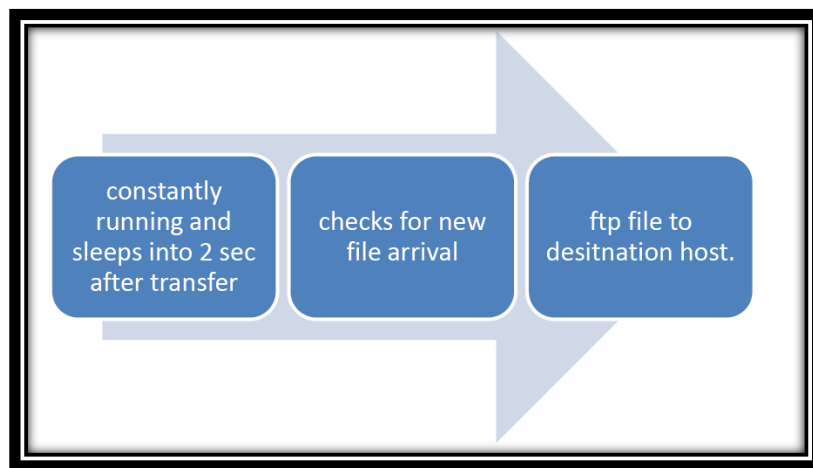 constantly
running and
sleeps into 2 sec
after transfer
checks for new
file arrival
ftp file to
desitnation host.